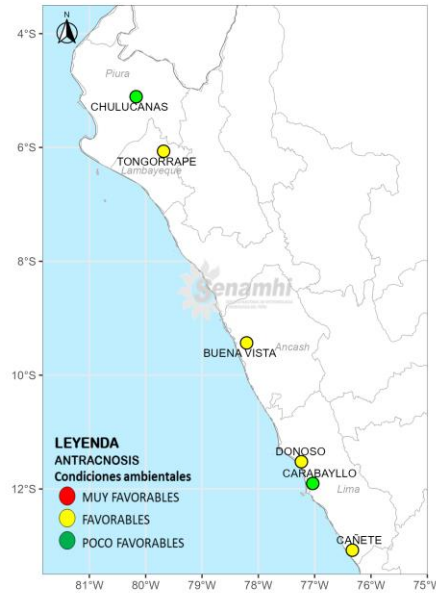 N
4°S
6°S
8°S
10°S
12°S
Piura
CHULUCANAS
TONGORRAPE
Lambayeque
Senamhi
BUENA VISTA
Ancash
DONOSO
CARABAYLLO
Lima
CAÑETE
LEYENDA
ANTRACNOSIS
Condiciones ambientales
MUY FAVORABLES
FAVORABLES
POCO FAVORABLES
81°W 80°W 79°W 78°W 77°W 76°W 75°W